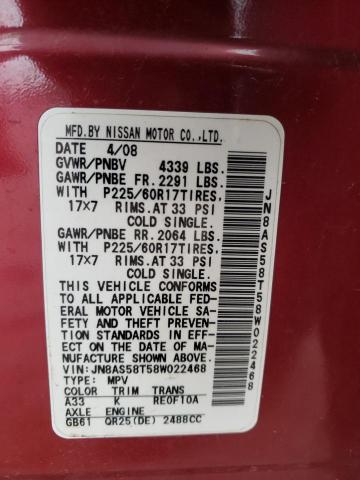 MFD.BY NISSAN MOTOR CO.,LTD.
DATE 4/08
GVWR/PNBV 4339 LBS.
GAWR/PNBE FR. 2291 LBS.
WITH P225/60R17TIRES,
17×7 RIMS.AT 33 PSI
COLD SINGLE.
GAWR/PNBE RR. 2064 LBS.
WITH P225/60R17TIRES,
17×7 RIMS.AT 33 PSI
COLD SINGLE.
THIS VEHICLE CONFORMS
TO ALL APPLICABLE FED-
ERAL MOTOR VEHICLE SA-
FETY AND THEFT PREVEN-
TION STANDARDS IN EFFECT
ON THE DATE OF MA-
NUFACTURE SHOWN ABOVE.
VIN : JN8AS58T58W022468
TYPE: MPV
COLOR TRIM TRANS
A33 K RE0F10A
AXLE ENGINE
GB61 QR25(DE) 2488CC
JN8AS58T58W022468